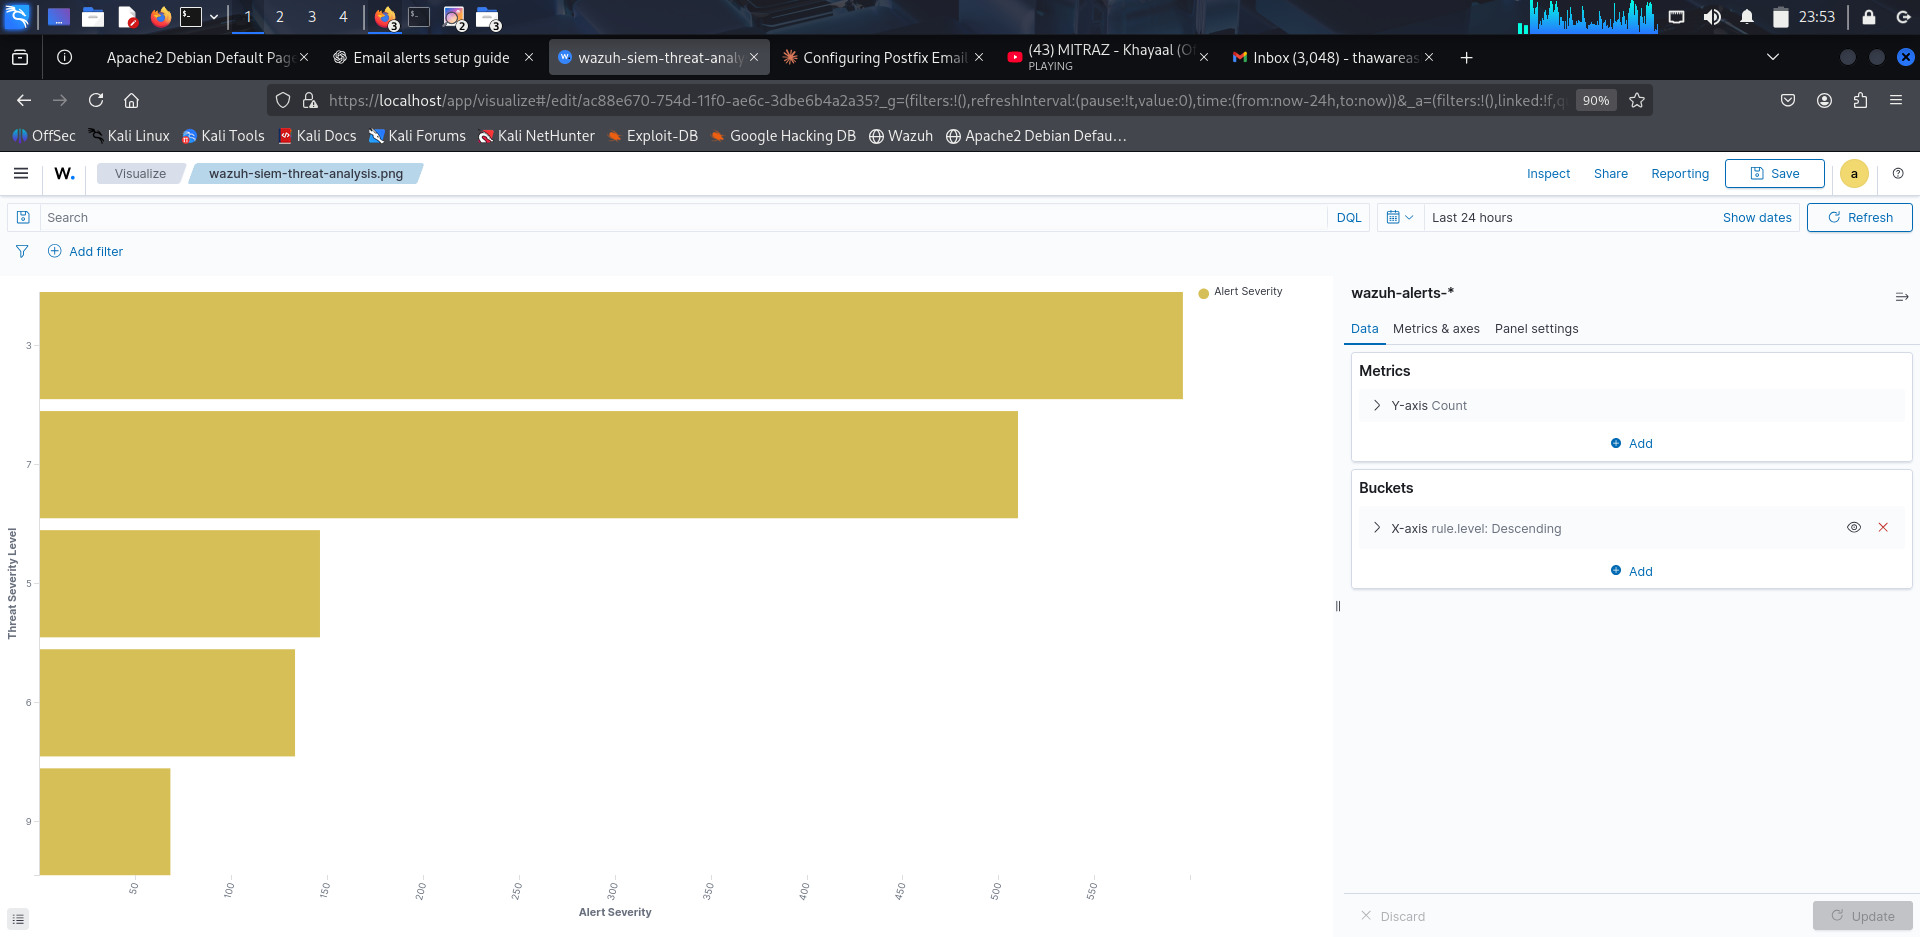 1 2 3 4 3 2 3 23:53
Apache2 Debian Default Pag
Email alerts setup guide
wazuh-siem-threat-analy
Configuring Postfix Email
(43) MITRAZ - Khayaal (O
PLAYING
Inbox (3,048) - thawareas
https://localhost/app/visualize#/edit/ac88e670-754d-11f0-ae6c-3dbe6b4a2a35?_g=(filters:!(),refreshInterval:(pause:!t,value:0),time:(from:now-24h,to:now))&_a=(filters:!(),linked:!f,q 90%
OffSec Kali Linux Kali Tools Kali Docs Kali Forums Kali NetHunter Exploit-DB Google Hacking DB Wazuh Apache2 Debian Defau…
W. Visualize wazuh-siem-threat-analysis.png Inspect Share Reporting Save a
Search DQL Last 24 hours Show dates Refresh
Add filter
Alert Severity
Threat Severity Level
3
7
5
6
9
50 100 150 200 250 300 350 400 450 500 550
Alert Severity
wazuh-alerts-*
Data Metrics & axes Panel settings
Metrics
Y-axis Count
Add
Buckets
X-axis rule.level: Descending
Add
Discard Update